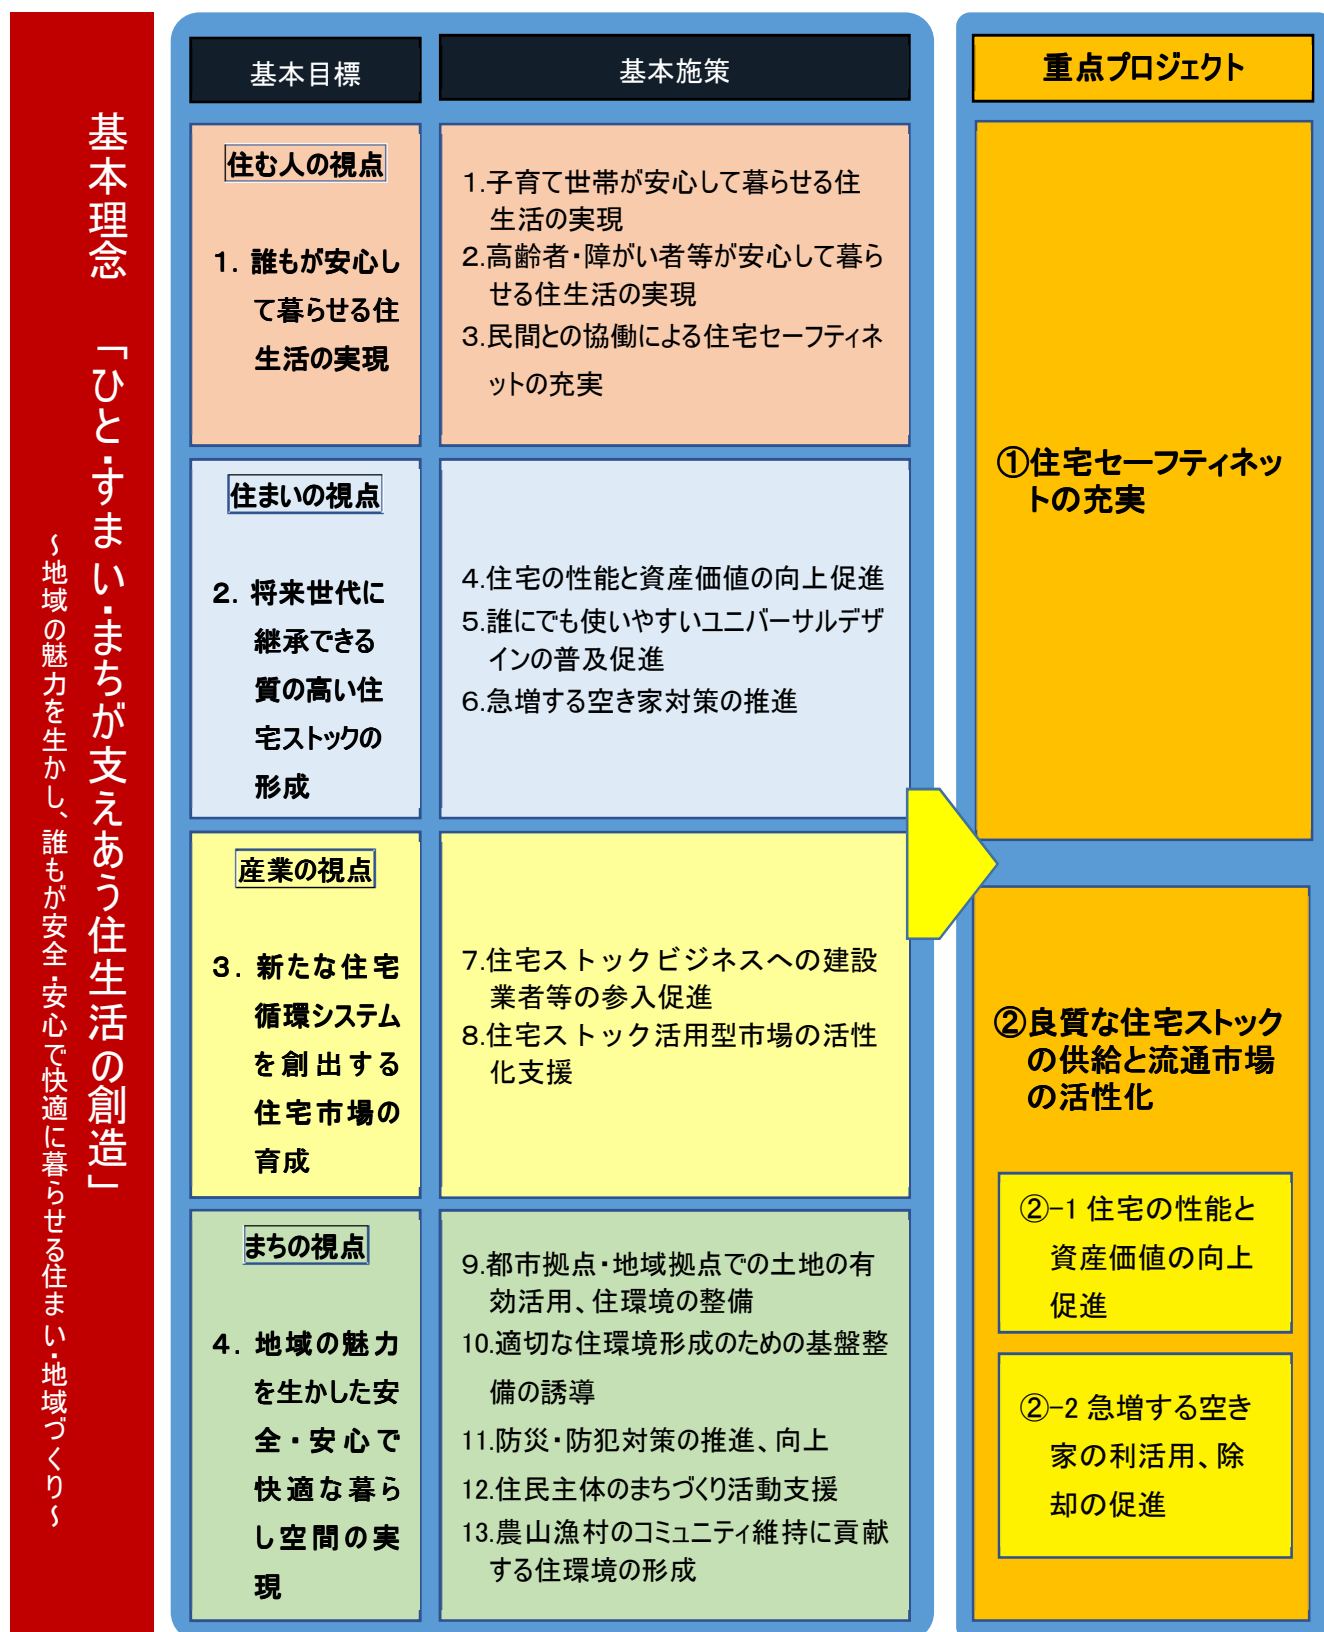 基本理念　「ひと・すまい・まちが支えあう住生活の創造」
～地域の魅力を生かし、誰もが安全・安心で快適に暮らせる住まい・地域づくり～
基本目標
基本施策
住む人の視点
1. 誰もが安心し
て暮らせる住
生活の実現
1.子育て世帯が安心して暮らせる住
生活の実現
2.高齢者・障がい者等が安心して暮ら
せる住生活の実現
3.民間との協働による住宅セーフティネ
ットの充実
住まいの視点
2. 将来世代に
継承できる
質の高い住
宅ストックの
形成
4.住宅の性能と資産価値の向上促進
5.誰にでも使いやすいユニバーサルデザ
インの普及促進
6.急増する空き家対策の推進
産業の視点
3. 新たな住宅
循環システム
を創出する
住宅市場の
育成
7.住宅ストックビジネスへの建設
業者等の参入促進
8.住宅ストック活用型市場の活性
化支援
まちの視点
4. 地域の魅力
を生かした安
全・安心で
快適な暮ら
し空間の実
現
9.都市拠点・地域拠点での土地の有
効活用、住環境の整備
10.適切な住環境形成のための基盤整
備の誘導
11.防災・防犯対策の推進、向上
12.住民主体のまちづくり活動支援
13.農山漁村のコミュニティ維持に貢献
する住環境の形成
重点プロジェクト
①住宅セーフティネッ
トの充実
②良質な住宅ストック
の供給と流通市場
の活性化
②-1 住宅の性能と
資産価値の向上
促進
②-2 急増する空き
家の利活用、除
却の促進